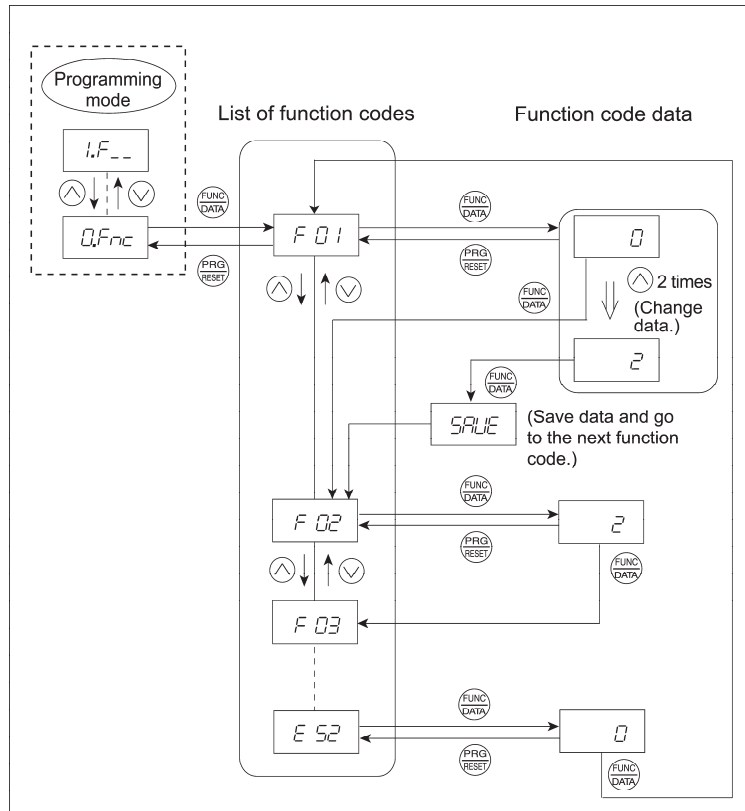 Programming
mode
List of function codes
Function code data
1.F__
0.Fnc
FUNC
DATA
PRG
RESET
F 01
FUNC
DATA
PRG
RESET
0
FUNC
DATA
2 times
(Change
data.)
2
FUNC
DATA
SAVE
(Save data and go
to the next function
code.)
F 02
FUNC
DATA
PRG
RESET
2
FUNC
DATA
F 03
E 52
FUNC
DATA
PRG
RESET
0
FUNC
DATA